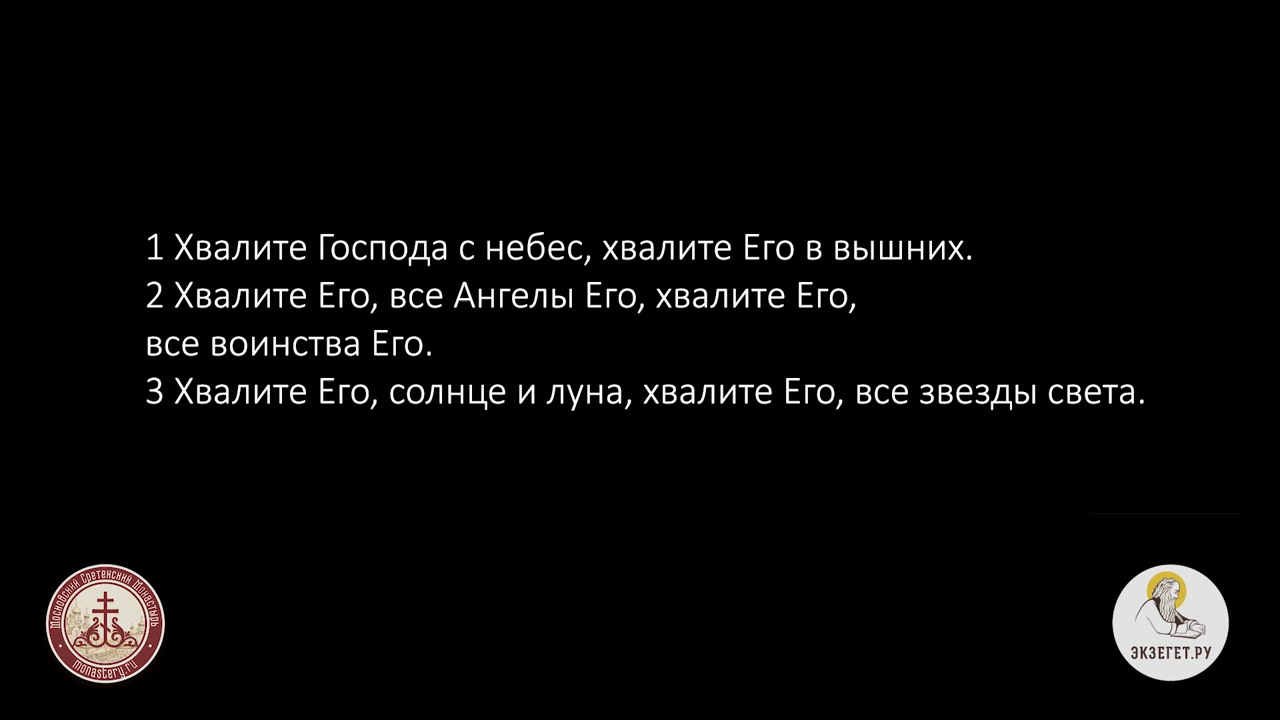 1 Хвалите Господа с небес, хвалите Его в вышних.
2 Хвалите Его, все Ангелы Его, хвалите Его,
все воинства Его.
3 Хвалите Его, солнце и луна, хвалите Его, все звезды света.
Московский Сретенский Монастырь
monastery.ru
ЭКЗЕГЕТ.РУ